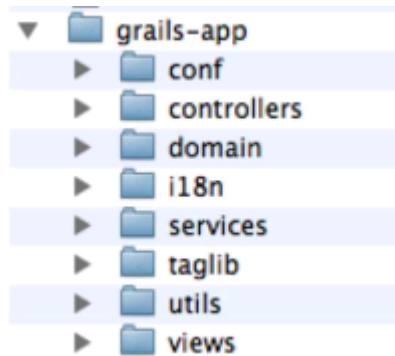 grails-app
conf
controllers
domain
i18n
services
taglib
utils
views